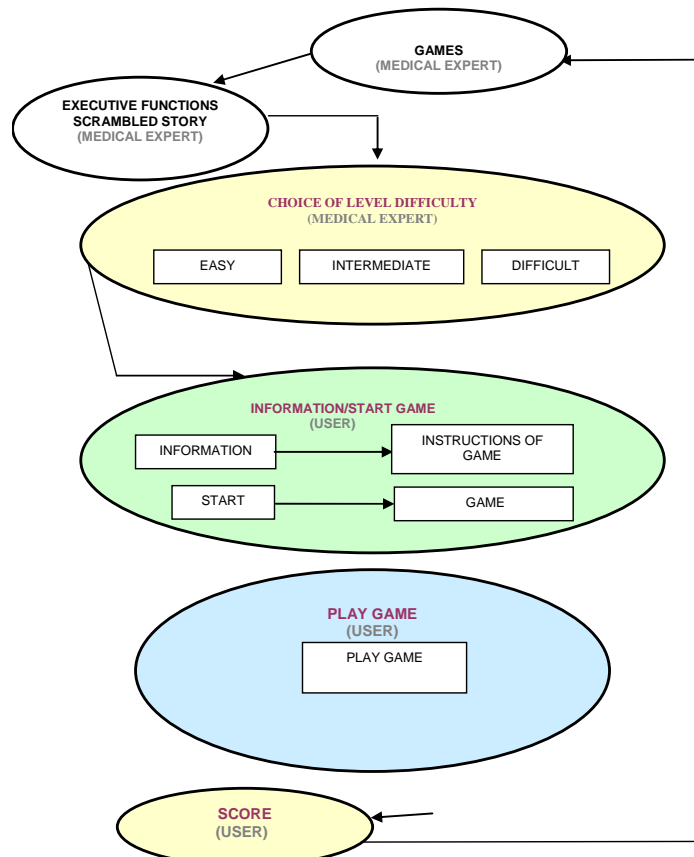 GAMES
(MEDICAL EXPERT)
EXECUTIVE FUNCTIONS
SCRAMBLED STORY
(MEDICAL EXPERT)
CHOICE OF LEVEL DIFFICULTY
(MEDICAL EXPERT)
EASY
INTERMEDIATE
DIFFICULT
INFORMATION/START GAME
(USER)
INFORMATION
INSTRUCTIONS OF
GAME
START
GAME
PLAY GAME
(USER)
PLAY GAME
SCORE
(USER)